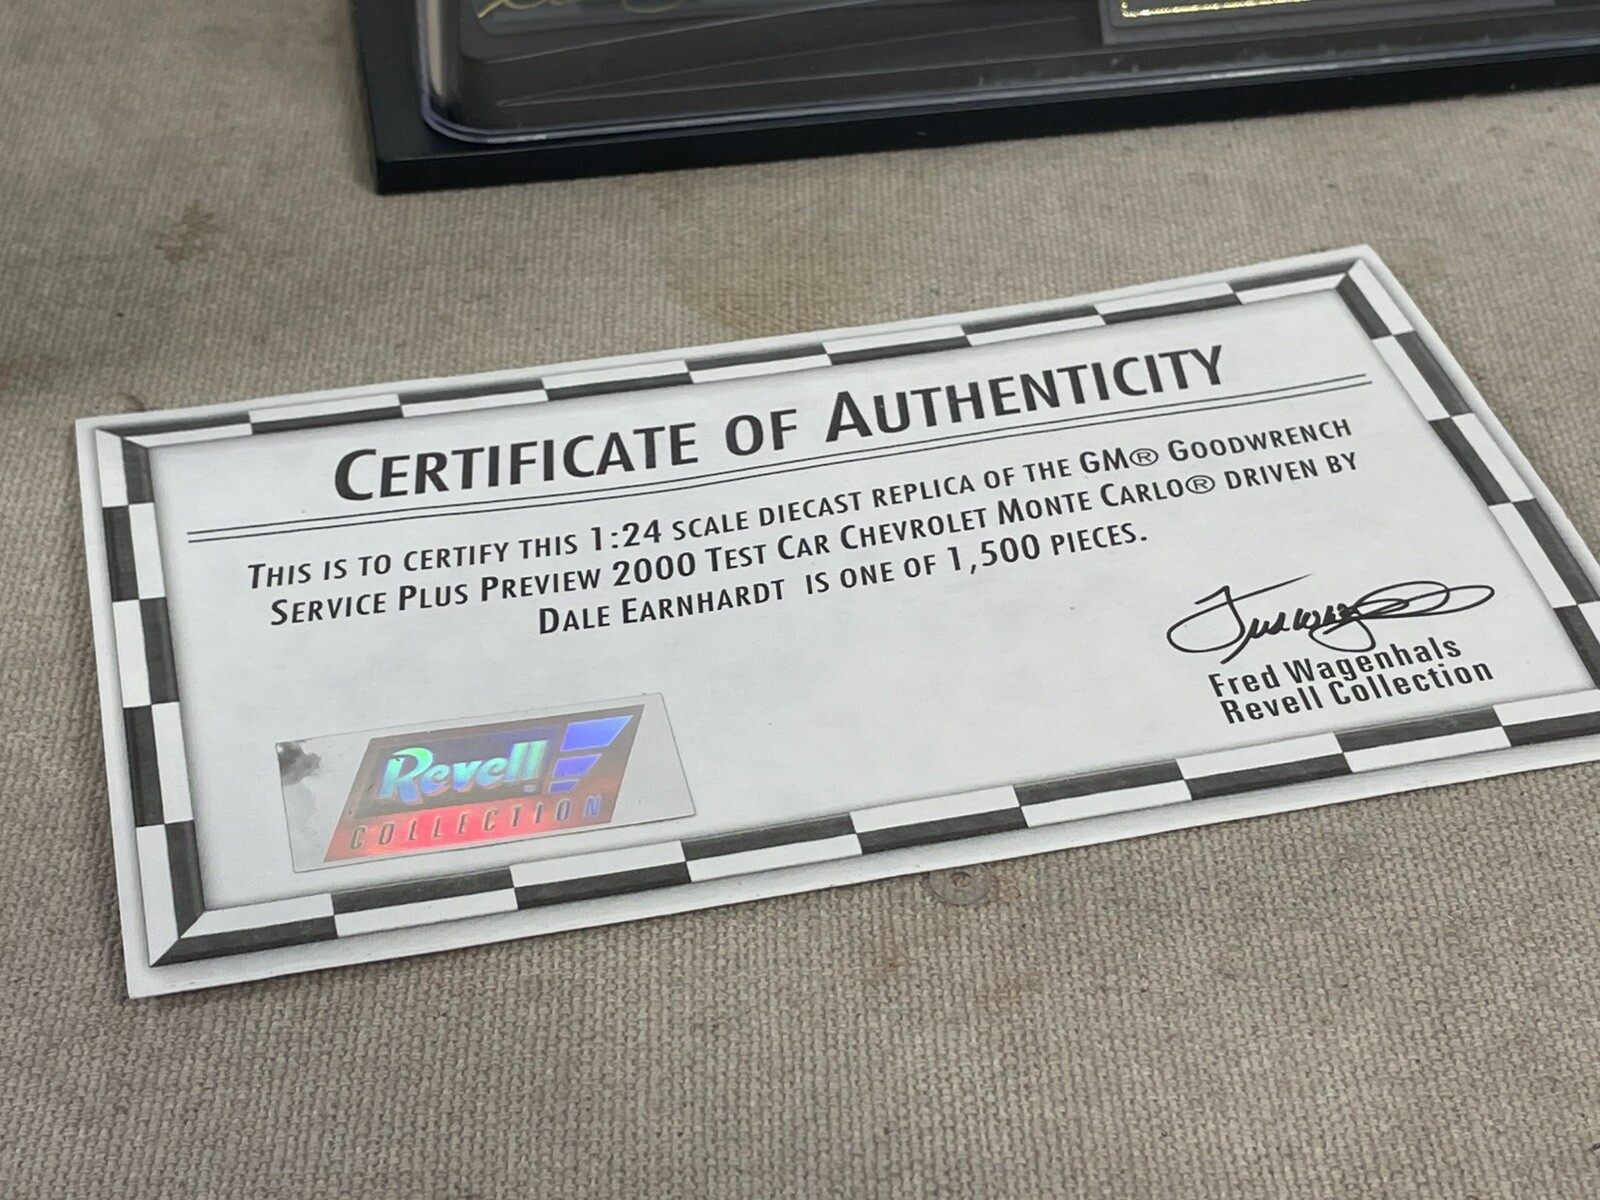 CERTIFICATE OF AUTHENTICITY
THIS IS TO CERTIFY THIS 1:24 SCALE DIECAST REPLICA OF THE GM® GOODWRENCH
SERVICE PLUS PREVIEW 2000 TEST CAR CHEVROLET MONTE CARLO® DRIVEN BY
DALE EARNHARDT IS ONE OF 1,500 PIECES.
Fred Wagenhals
Revell Collection
Revell
COLLECTION